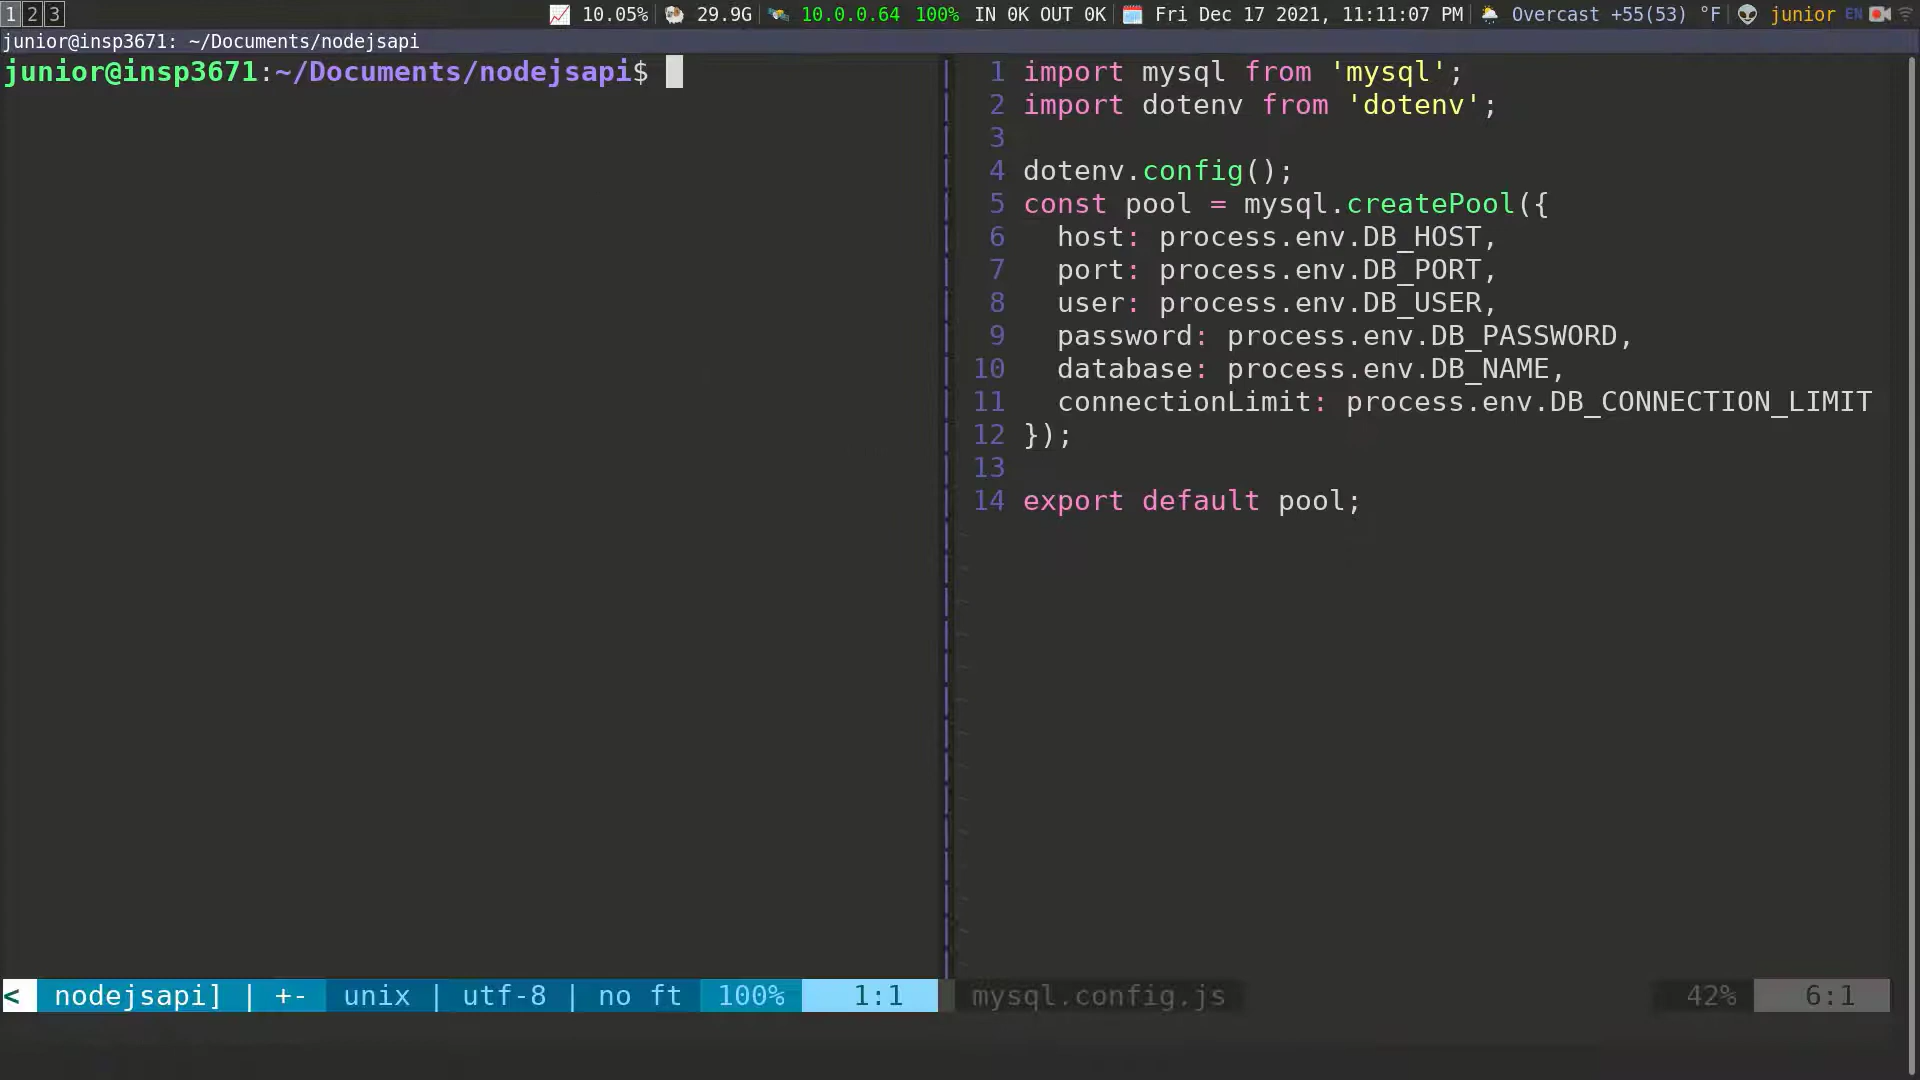 1 2 3 10.05% 29.9G 10.0.0.64 100% IN 0K OUT 0K Fri Dec 17 2021, 11:11:07 PM Overcast +55(53) °F junior EN
junior@insp3671: ~/Documents/nodejsapi
junior@insp3671:~/Documents/nodejsapi$
1 import mysql from 'mysql';
2 import dotenv from 'dotenv';
3
4 dotenv.config();
5 const pool = mysql.createPool({
6   host: process.env.DB_HOST,
7   port: process.env.DB_PORT,
8   user: process.env.DB_USER,
9   password: process.env.DB_PASSWORD,
10   database: process.env.DB_NAME,
11   connectionLimit: process.env.DB_CONNECTION_LIMIT
12 });
13
14 export default pool;
< nodejsapi] | +- unix | utf-8 | no ft 100% 1:1
mysql.config.js 42% 6:1